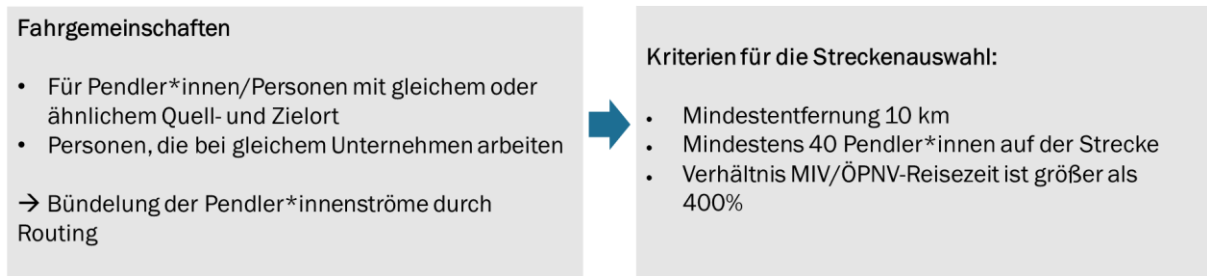 Fahrgemeinschaften
• Für Pendler*innen/Personen mit gleichem oder
ähnlichem Quell- und Zielort
• Personen, die bei gleichem Unternehmen arbeiten
→ Bündelung der Pendler*innenströme durch
Routing
Kriterien für die Streckenauswahl:
• Mindestentfernung 10 km
• Mindestens 40 Pendler*innen auf der Strecke
• Verhältnis MIV/ÖPNV-Reisezeit ist größer als
400%